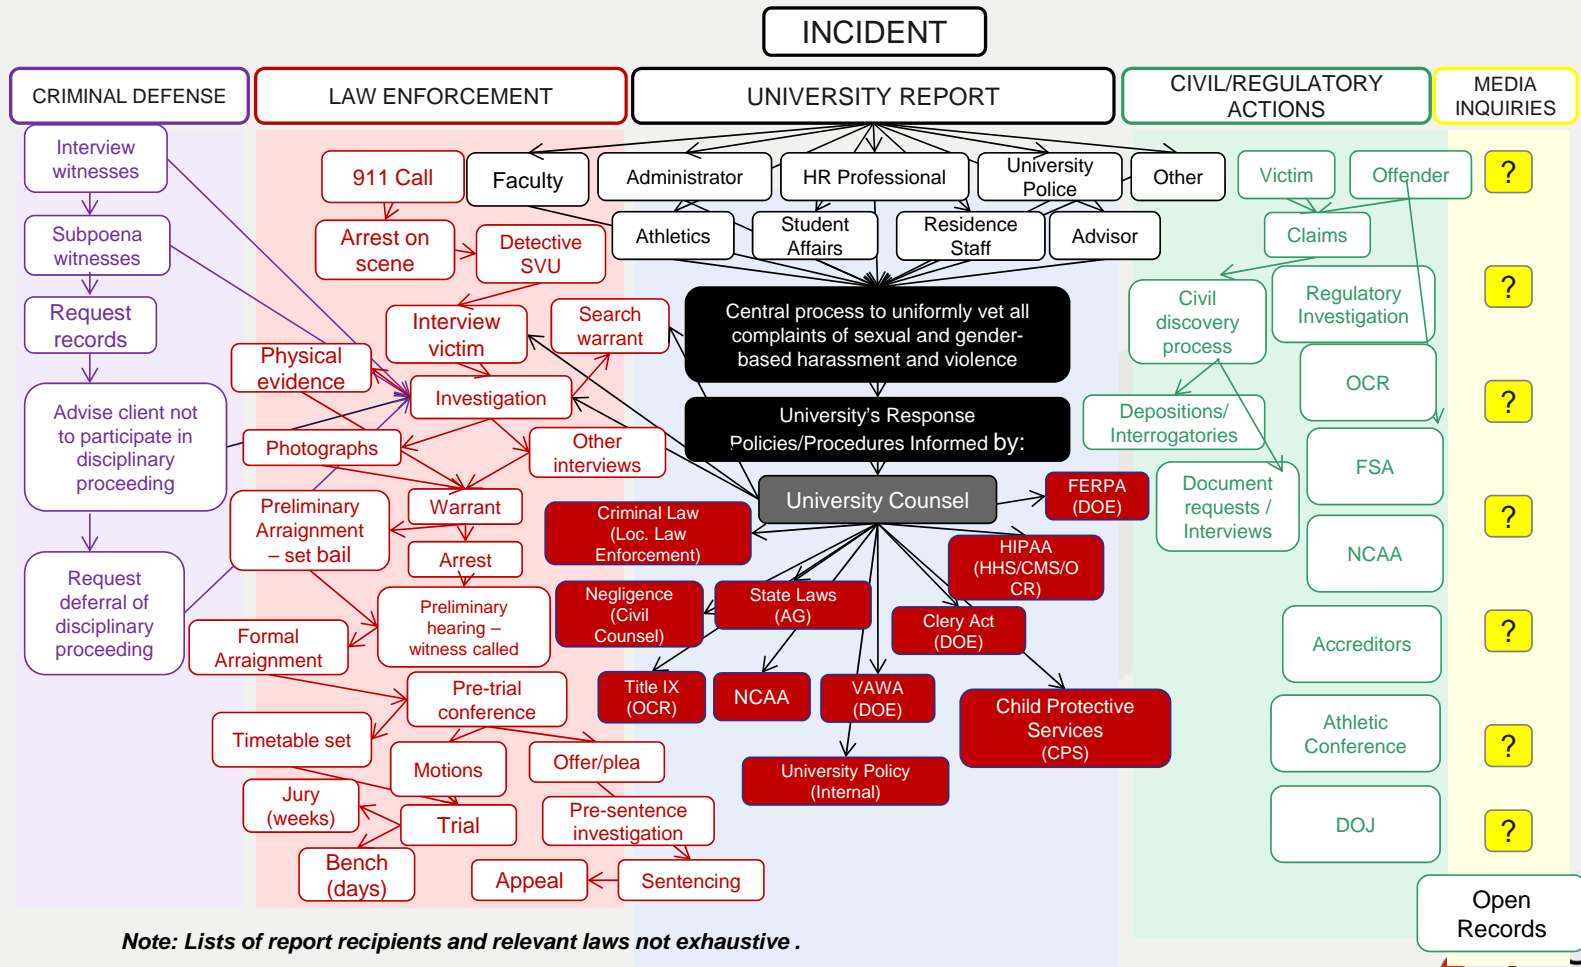 INCIDENT
CRIMINAL DEFENSE
LAW ENFORCEMENT
UNIVERSITY REPORT
CIVIL/REGULATORY
ACTIONS
MEDIA
INQUIRIES
Interview
witnesses
Subpoena
witnesses
Request
records
Advise client not
to participate in
disciplinary
proceeding
Request
deferral of
disciplinary
proceeding
911 Call
Arrest on
scene
Detective
SVU
Interview
victim
Search
warrant
Physical
evidence
Investigation
Photographs
Other
interviews
Warrant
Preliminary
Arraignment
– set bail
Arrest
Preliminary
hearing –
witness called
Formal
Arraignment
Pre-trial
conference
Timetable set
Motions
Offer/plea
Jury
(weeks)
Trial
Pre-sentence
investigation
Bench
(days)
Appeal
Sentencing
Faculty
Administrator
HR Professional
University
Police
Other
Athletics
Student
Affairs
Residence
Staff
Advisor
Central process to uniformly vet all
complaints of sexual and gender-
based harassment and violence
University's Response
Policies/Procedures Informed by:
University Counsel
FERPA
(DOE)
Criminal Law
(Loc. Law
Enforcement)
HIPAA
(HHS/CMS/O
CR)
Negligence
(Civil
Counsel)
State Laws
(AG)
Clery Act
(DOE)
Title IX
(OCR)
NCAA
VAWA
(DOE)
Child Protective
Services
(CPS)
University Policy
(Internal)
Victim
Offender
Claims
Civil
discovery
process
Regulatory
Investigation
OCR
Depositions/
Interrogatories
FSA
Document
requests /
Interviews
NCAA
Accreditors
Athletic
Conference
DOJ
?
?
?
?
?
?
?
Open
Records
Note: Lists of report recipients and relevant laws not exhaustive .